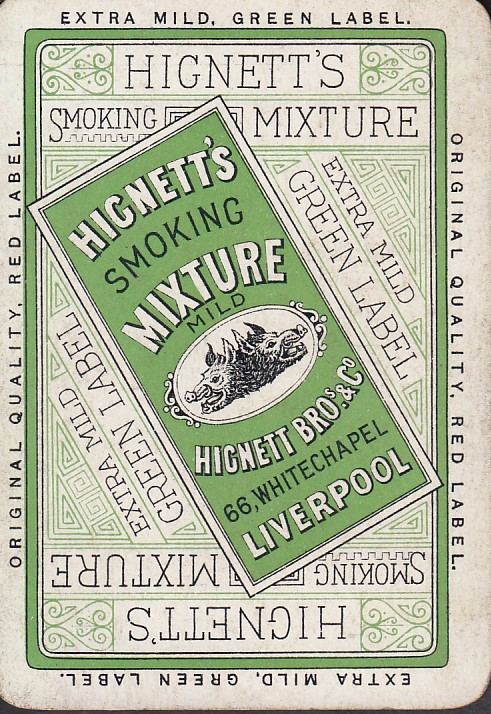 EXTRA MILD, GREEN LABEL.
HIGNETT'S
SMOKING MIXTURE
ORIGINAL QUALITY, RED LABEL.
ORIGINAL QUALITY, RED LABEL.
EXTRA MILD
GREEN LABEL
HIGNETT'S
SMOKING
MIXTURE
MILD
HIGNETT BROS & CO
66, WHITECHAPEL
LIVERPOOL
EXTRA MILD
GREEN LABEL
SMOKING MIXTURE
HIGNETT'S
EXTRA MILD, GREEN LABEL.